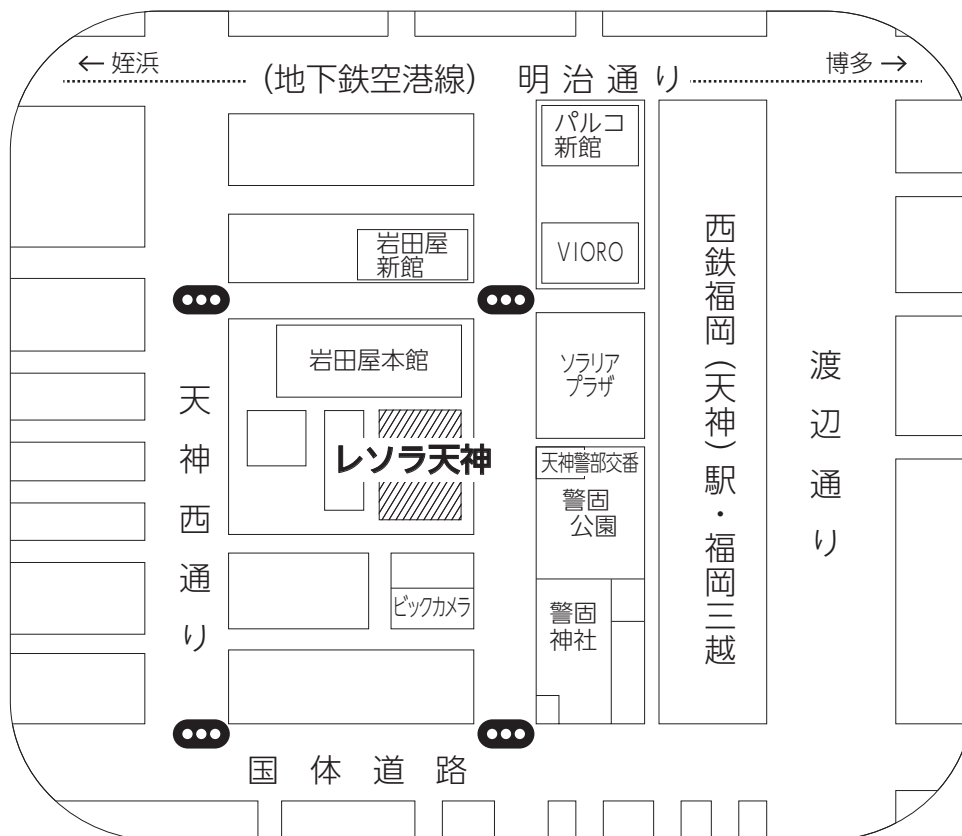 ← 姪浜
博多 →
(地下鉄空港線)
明治通り
パルコ
新館
岩田屋
新館
VIORO
西鉄福岡(天神)駅・福岡三越
岩田屋本館
ソラリア
プラザ
渡辺通り
天神西通り
レソラ天神
天神警部交番
警固
公園
ビックカメラ
警固
神社
国体道路